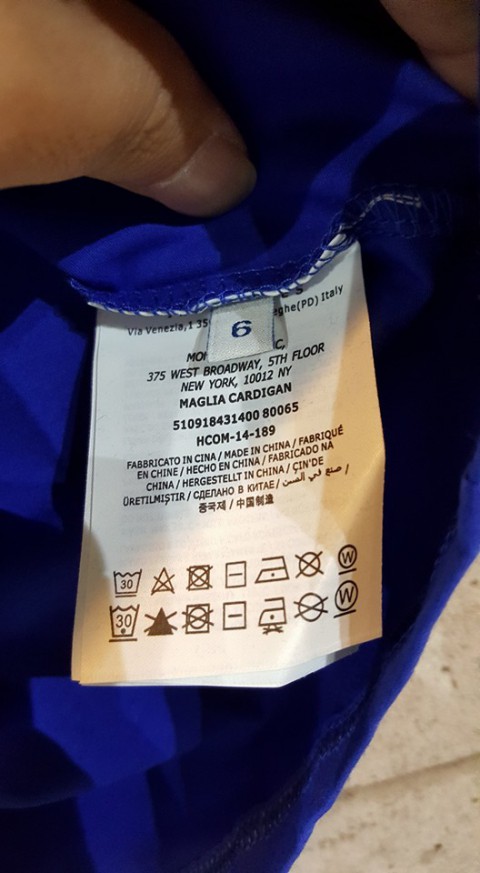 6
Via Venezia,1 35 eghe(PD) Italy
375 WEST BROADWAY, 5TH FLOOR
NEW YORK, 10012 NY
MAGLIA CARDIGAN
510918431400 80065
HCOM-14-189
FABBRICATO IN CINA / MADE IN CHINA / FABRIQUÉ
EN CHINE / HECHO EN CHINA / FABRICADO NA
CHINA / HERGESTELLT IN CHINA / ÇIN'DE
ÜRETILMIŞTIR / СДЕЛАНО В КИТАЕ / صنع في الصين /
중국제 / 中国制造
30 W
30 W